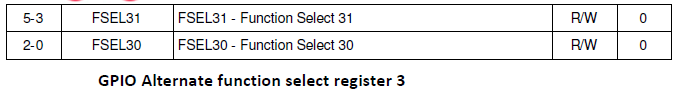 5-3 FSEL31 FSEL31 - Function Select 31 R/W 0
2-0 FSEL30 FSEL30 - Function Select 30 R/W 0
GPIO Alternate function select register 3